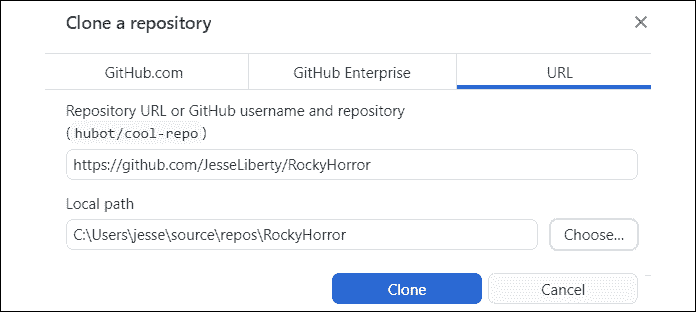 Clone a repository
GitHub.com
GitHub Enterprise
URL
Repository URL or GitHub username and repository
(hubot/cool-repo)
https://github.com/JesseLiberty/RockyHorror
Local path
C:\Users\jesse\source\repos\RockyHorror
Choose...
Clone
Cancel